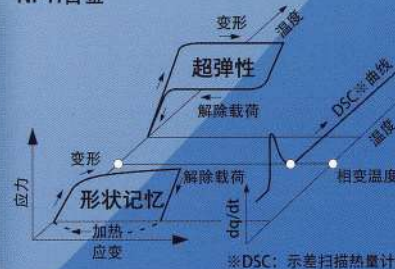 变形
温度
超弹性
解除载荷
DSC※曲线
温度
变形
解除载荷
相变温度
应力
形状记忆
dq/dt
加热
应变
※DSC：示差扫描热量计